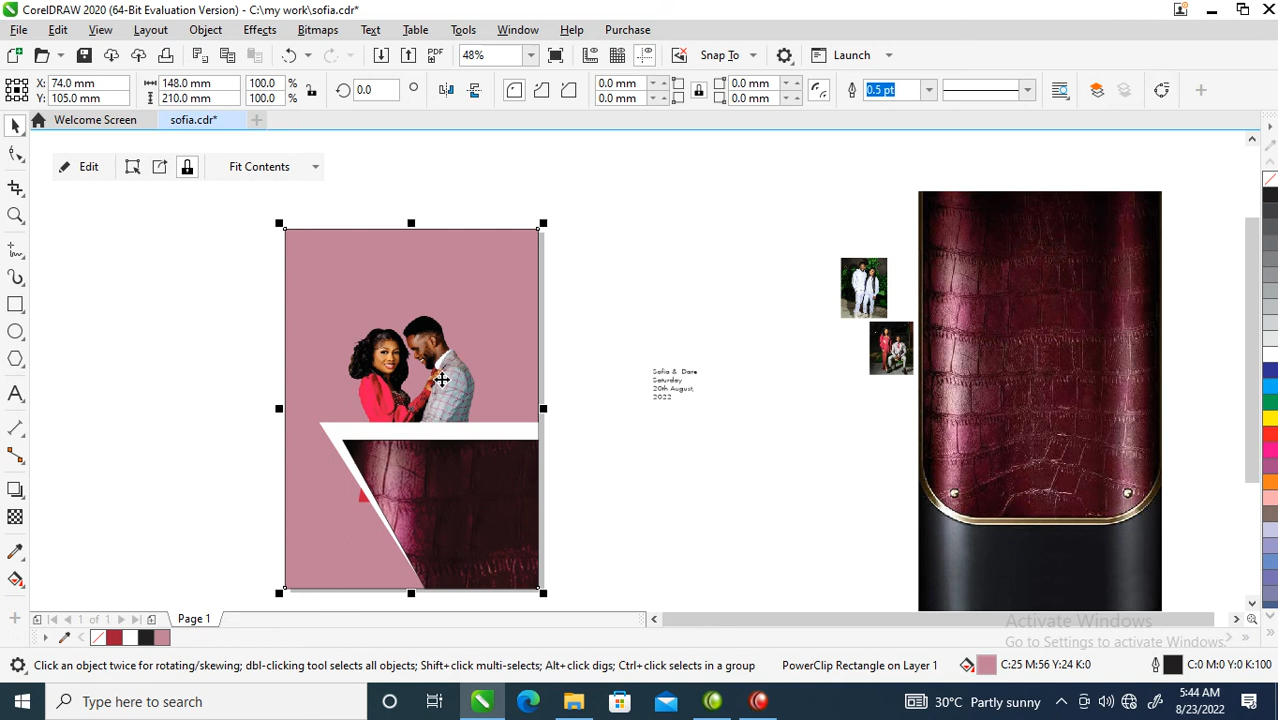 CorelDRAW 2020 (64-Bit Evaluation Version) - C:\my work\sofia.cdr*
File Edit View Layout Object Effects Bitmaps Text Table Tools Window Help Purchase
PDF 48% Snap To Launch
X: 74.0 mm 148.0 mm 100.0 % 0.0 0.0 mm 0.0 mm 0.5 pt
Y: 105.0 mm 210.0 mm 100.0 % 0.0 mm 0.0 mm
Welcome Screen sofia.cdr*
Edit Fit Contents
Sofia & Dare
Saturday
20th August,
2022
1 of 1 Page 1
Activate Windows
Go to Settings to activate Windows.
Click an object twice for rotating/skewing; dbl-clicking tool selects all objects; Shift+click multi-selects; Alt+click digs; Ctrl+click selects in a group PowerClip Rectangle on Layer 1 C:25 M:56 Y:24 K:0 C:0 M:0 Y:0 K:100
Type here to search 30°C Partly sunny 5:44 AM
8/23/2022